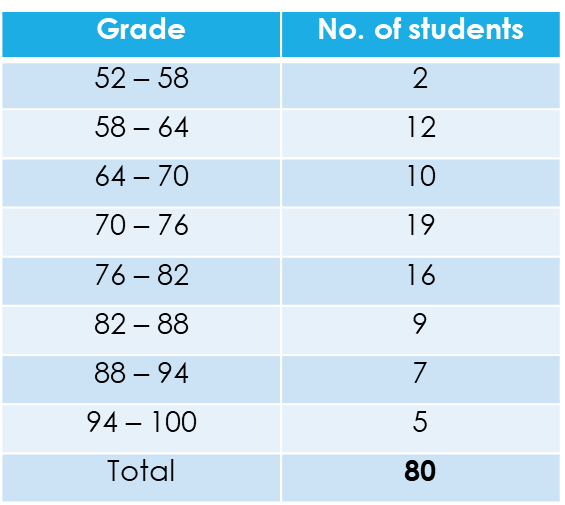 Grade No. of students
52 – 58 2
58 – 64 12
64 – 70 10
70 – 76 19
76 – 82 16
82 – 88 9
88 – 94 7
94 – 100 5
Total 80